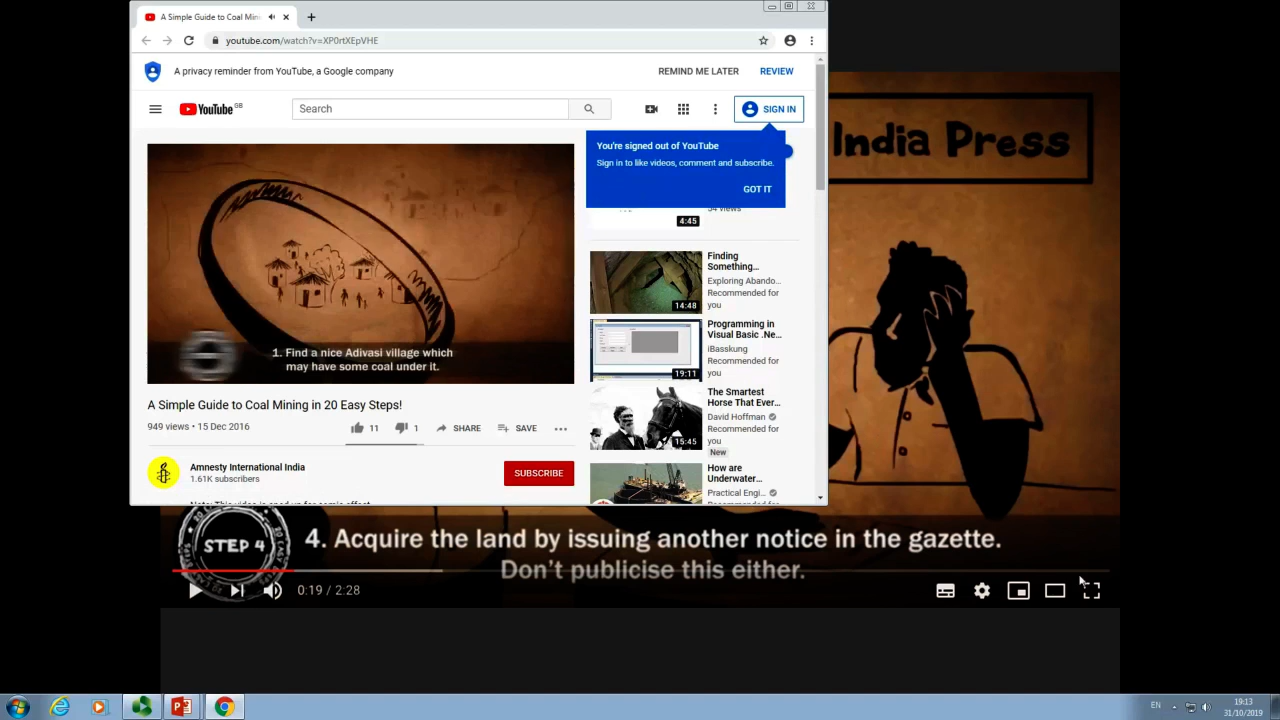 A Simple Guide to Coal Min
youtube.com/watch?v=XP0rtXEpVHE
A privacy reminder from YouTube, a Google company
REMIND ME LATER
REVIEW
YouTube GB
Search
SIGN IN
You're signed out of YouTube
Sign in to like videos, comment and subscribe.
GOT IT
India Press
1. Find a nice Adivasi village which
may have some coal under it.
A Simple Guide to Coal Mining in 20 Easy Steps!
949 views • 15 Dec 2016
11
1
SHARE
SAVE
Amnesty International India
1.61K subscribers
SUBSCRIBE
54 views
4:45
Finding
Something...
Exploring Abando...
Recommended for
you
14:48
Programming in
Visual Basic .Ne...
iBasskung
Recommended for
you
19:11
The Smartest
Horse That Ever...
David Hoffman
Recommended for
you
New
15:45
How are
Underwater...
Practical Engi...
STEP 4
4. Acquire the land by issuing another notice in the gazette.
Don't publicise this either.
0:19 / 2:28
EN
19:13
31/10/2019